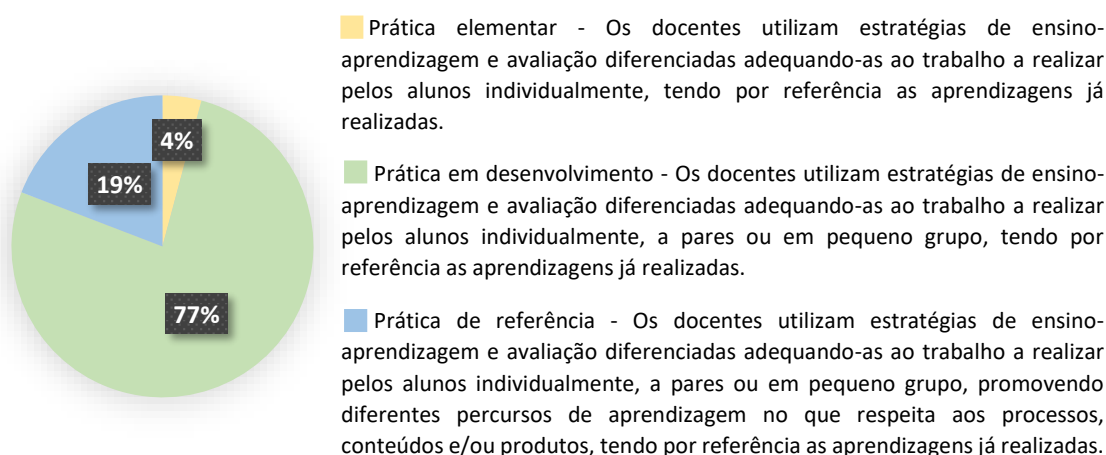 4%
19%
77%
Prática elementar - Os docentes utilizam estratégias de ensino-
aprendizagem e avaliação diferenciadas adequando-as ao trabalho a realizar
pelos alunos individualmente, tendo por referência as aprendizagens já
realizadas.
Prática em desenvolvimento - Os docentes utilizam estratégias de ensino-
aprendizagem e avaliação diferenciadas adequando-as ao trabalho a realizar
pelos alunos individualmente, a pares ou em pequeno grupo, tendo por
referência as aprendizagens já realizadas.
Prática de referência - Os docentes utilizam estratégias de ensino-
aprendizagem e avaliação diferenciadas adequando-as ao trabalho a realizar
pelos alunos individualmente, a pares ou em pequeno grupo, promovendo
diferentes percursos de aprendizagem no que respeita aos processos,
conteúdos e/ou produtos, tendo por referência as aprendizagens já realizadas.